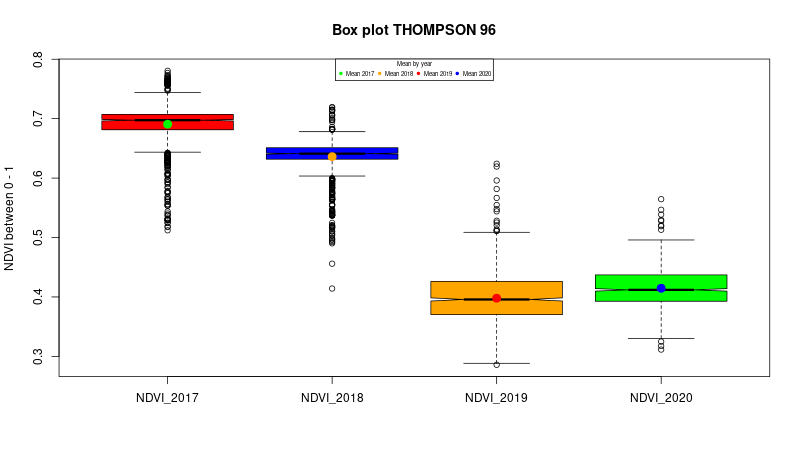 Box plot THOMPSON 96
Mean by year
Mean 2017 Mean 2018 Mean 2019 Mean 2020
NDVI between 0 - 1
0.8
0.7
0.6
0.5
0.4
0.3
NDVI_2017 NDVI_2018 NDVI_2019 NDVI_2020